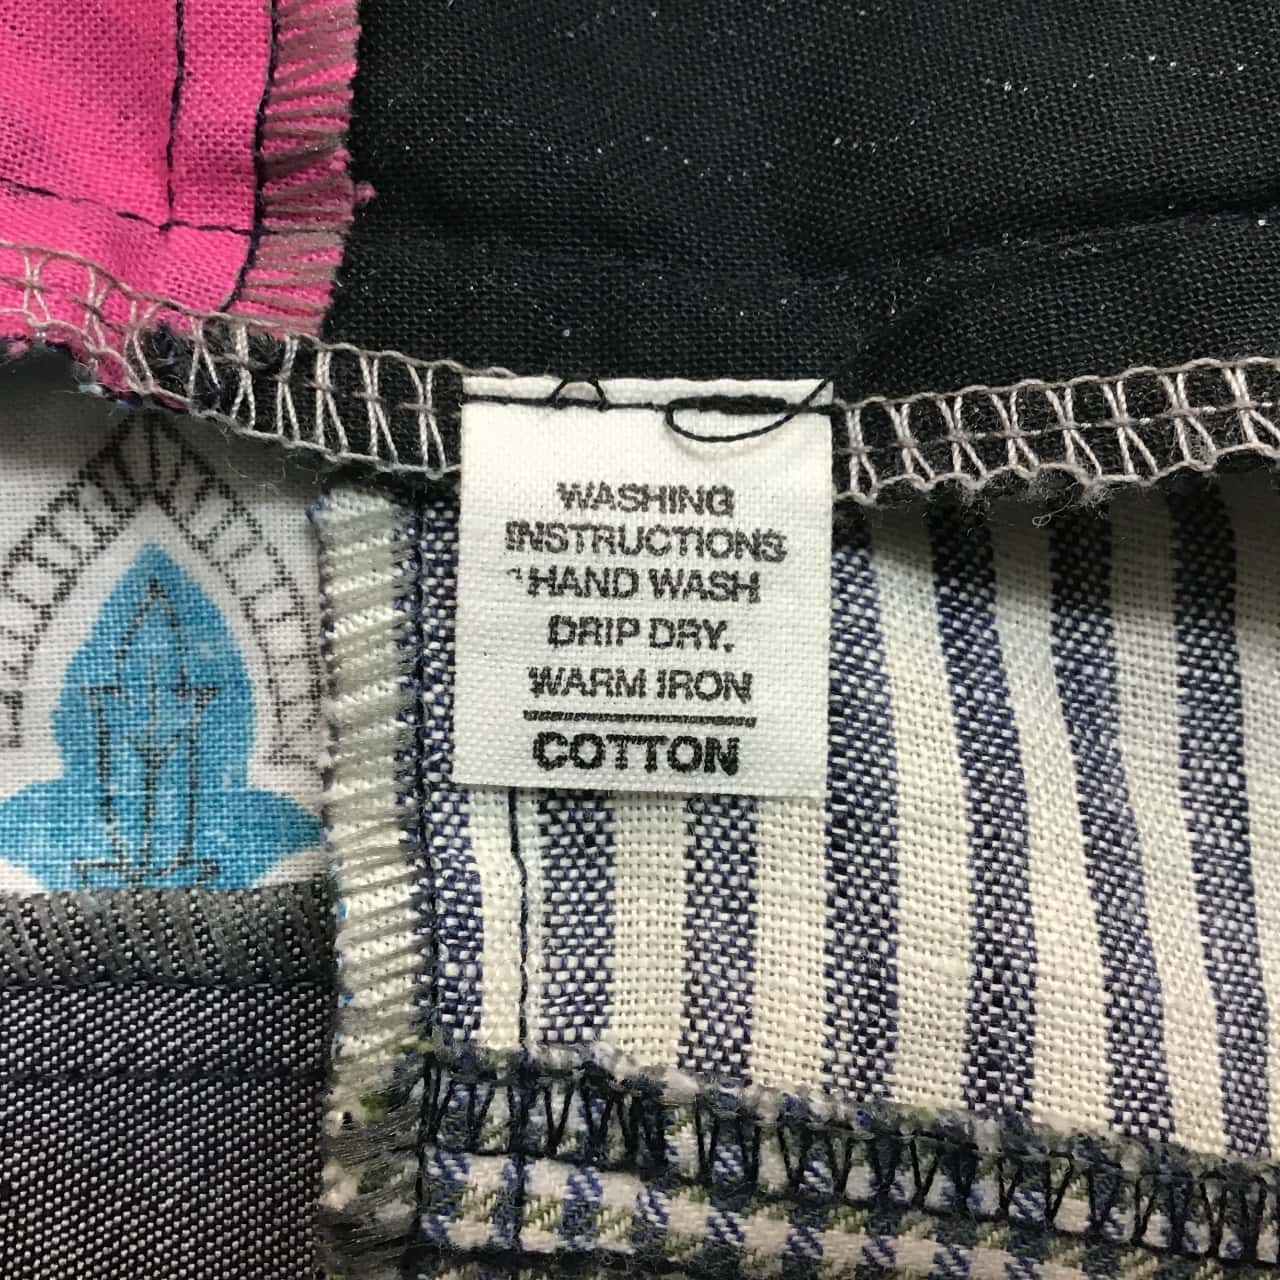 WASHING
INSTRUCTIONS
HAND WASH
DRIP DRY.
WARM IRON
COTTON